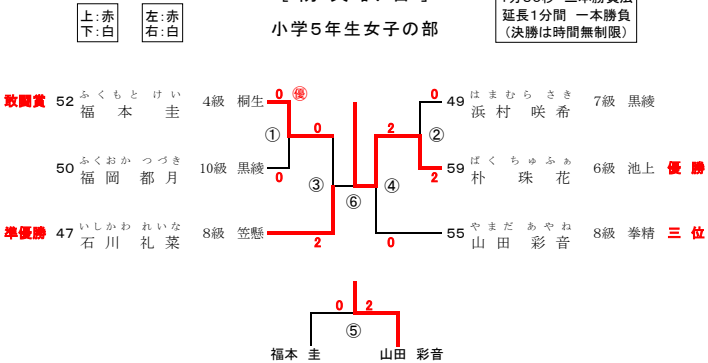 上:赤
下:白
左:赤
右:白
小学5年生女子の部
延長1分間 一本勝負
(決勝は時間無制限)
敢闘賞 52 ふくもと けい 福本 圭 4級 桐生
0 優
①
0
50 ふくおか つづき 福岡 都月 10級 黒綾
0
③
準優勝 47 いしかわ れいな 石川 礼菜 8級 笠懸
2
⑥
0
49 はまむら さき 浜村 咲希 7級 黒綾
2
②
59 ぱく ちゅふぁ 朴 珠花 6級 池上 優勝
2
④
55 やまだ あやね 山田 彩音 8級 拳精 三位
0
0 2
⑤
福本 圭
山田 彩音